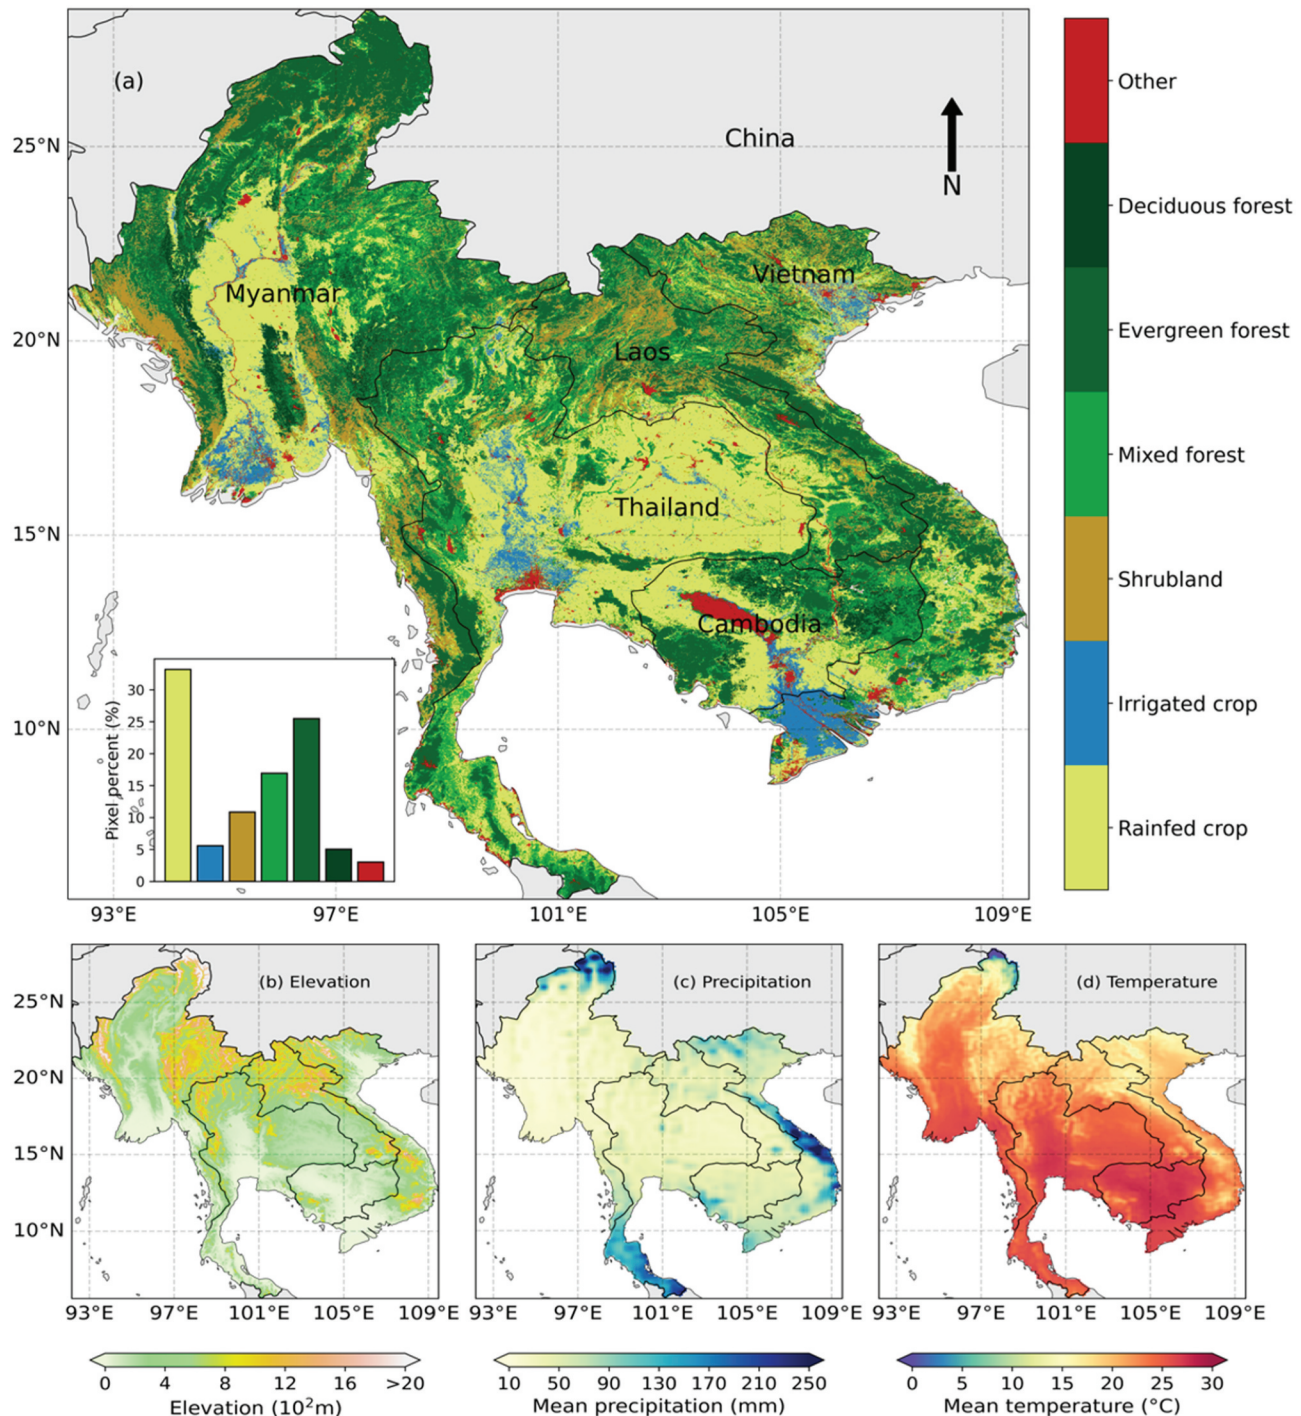 (a)
25°N
20°N
15°N
10°N
China
N
Myanmar
Vietnam
Laos
Thailand
Cambodia
Other
Deciduous forest
Evergreen forest
Mixed forest
Shrubland
Irrigated crop
Rainfed crop
Pixel percent (%)
30
25
20
15
10
5
0
93°E 97°E 101°E 105°E 109°E
(b) Elevation
(c) Precipitation
(d) Temperature
25°N
20°N
15°N
10°N
93°E 97°E 101°E 105°E 109°E
93°E 97°E 101°E 105°E 109°E
93°E 97°E 101°E 105°E 109°E
0 4 8 12 16 >20
Elevation (10²m)
10 50 90 130 170 210 250
Mean precipitation (mm)
0 5 10 15 20 25 30
Mean temperature (°C)